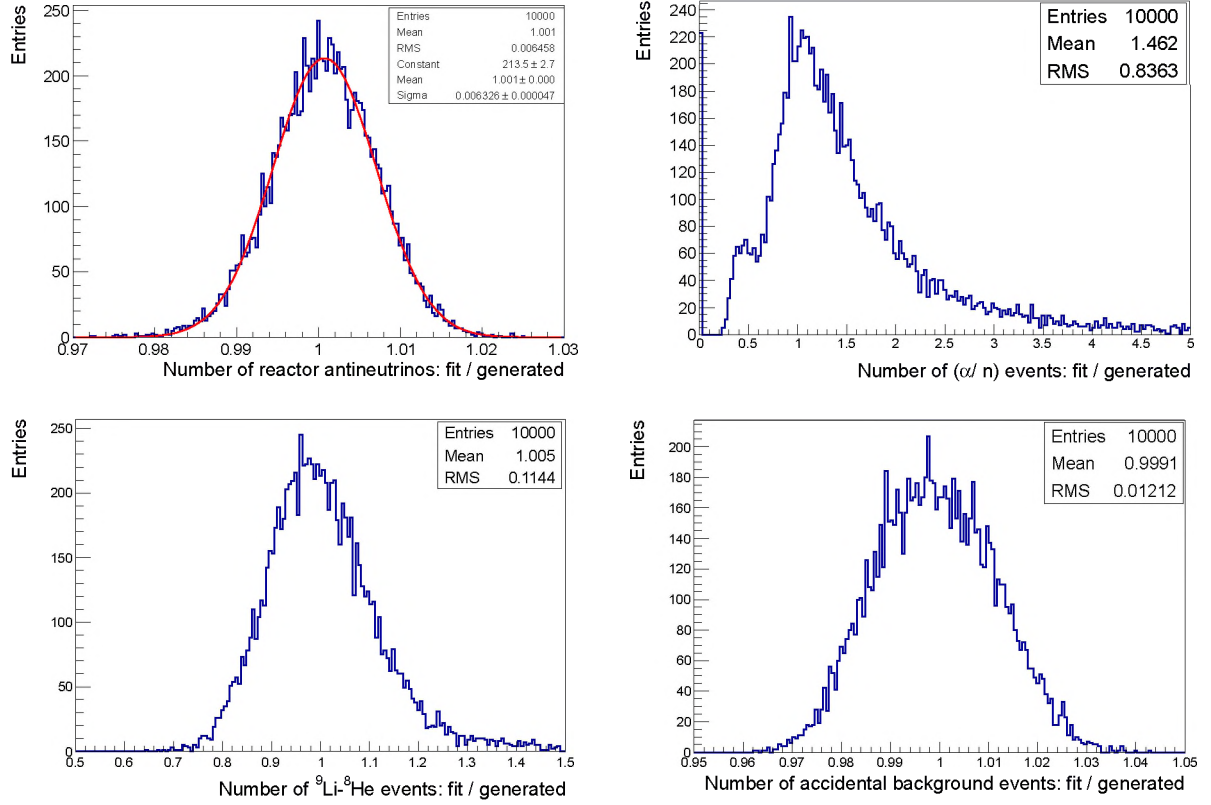 Entries
250
200
150
100
50
0
0.97 0.98 0.99 1 1.01 1.02 1.03
Number of reactor antineutrinos: fit / generated
Entries 10000
Mean 1.001
RMS 0.006458
Constant 213.5 ± 2.7
Mean 1.001 ± 0.000
Sigma 0.006326 ± 0.000047
Entries
240
220
200
180
160
140
120
100
80
60
40
20
0
0 0.5 1 1.5 2 2.5 3 3.5 4 4.5 5
Number of (α/ n) events: fit / generated
Entries 10000
Mean 1.462
RMS 0.8363
Entries
250
200
150
100
50
0
0.5 0.6 0.7 0.8 0.9 1 1.1 1.2 1.3 1.4 1.5
Number of ⁹Li-⁸He events: fit / generated
Entries 10000
Mean 1.005
RMS 0.1144
Entries
200
180
160
140
120
100
80
60
40
20
0
0.95 0.96 0.97 0.98 0.99 1 1.01 1.02 1.03 1.04 1.05
Number of accidental background events: fit / generated
Entries 10000
Mean 0.9991
RMS 0.01212